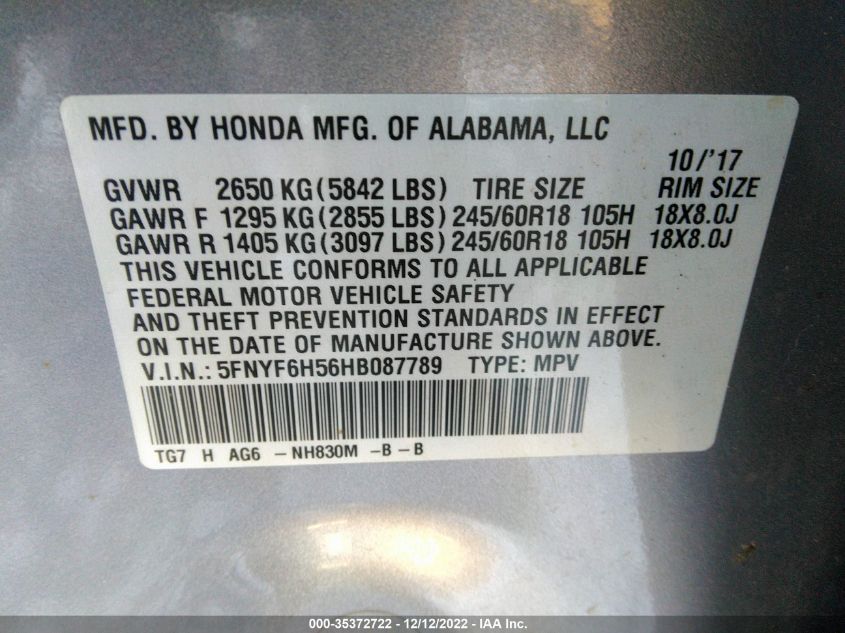 MFD. BY HONDA MFG. OF ALABAMA, LLC
10/'17
GVWR 2650 KG (5842 LBS) TIRE SIZE RIM SIZE
GAWR F 1295 KG (2855 LBS) 245/60R18 105H 18X8.0J
GAWR R 1405 KG (3097 LBS) 245/60R18 105H 18X8.0J
THIS VEHICLE CONFORMS TO ALL APPLICABLE
FEDERAL MOTOR VEHICLE SAFETY
AND THEFT PREVENTION STANDARDS IN EFFECT
ON THE DATE OF MANUFACTURE SHOWN ABOVE.
V.I.N.: 5FNYF6H56HB087789 TYPE: MPV
TG7 H AG6 -NH830M -B-B
000-35372722 - 12/12/2022 - IAA Inc.